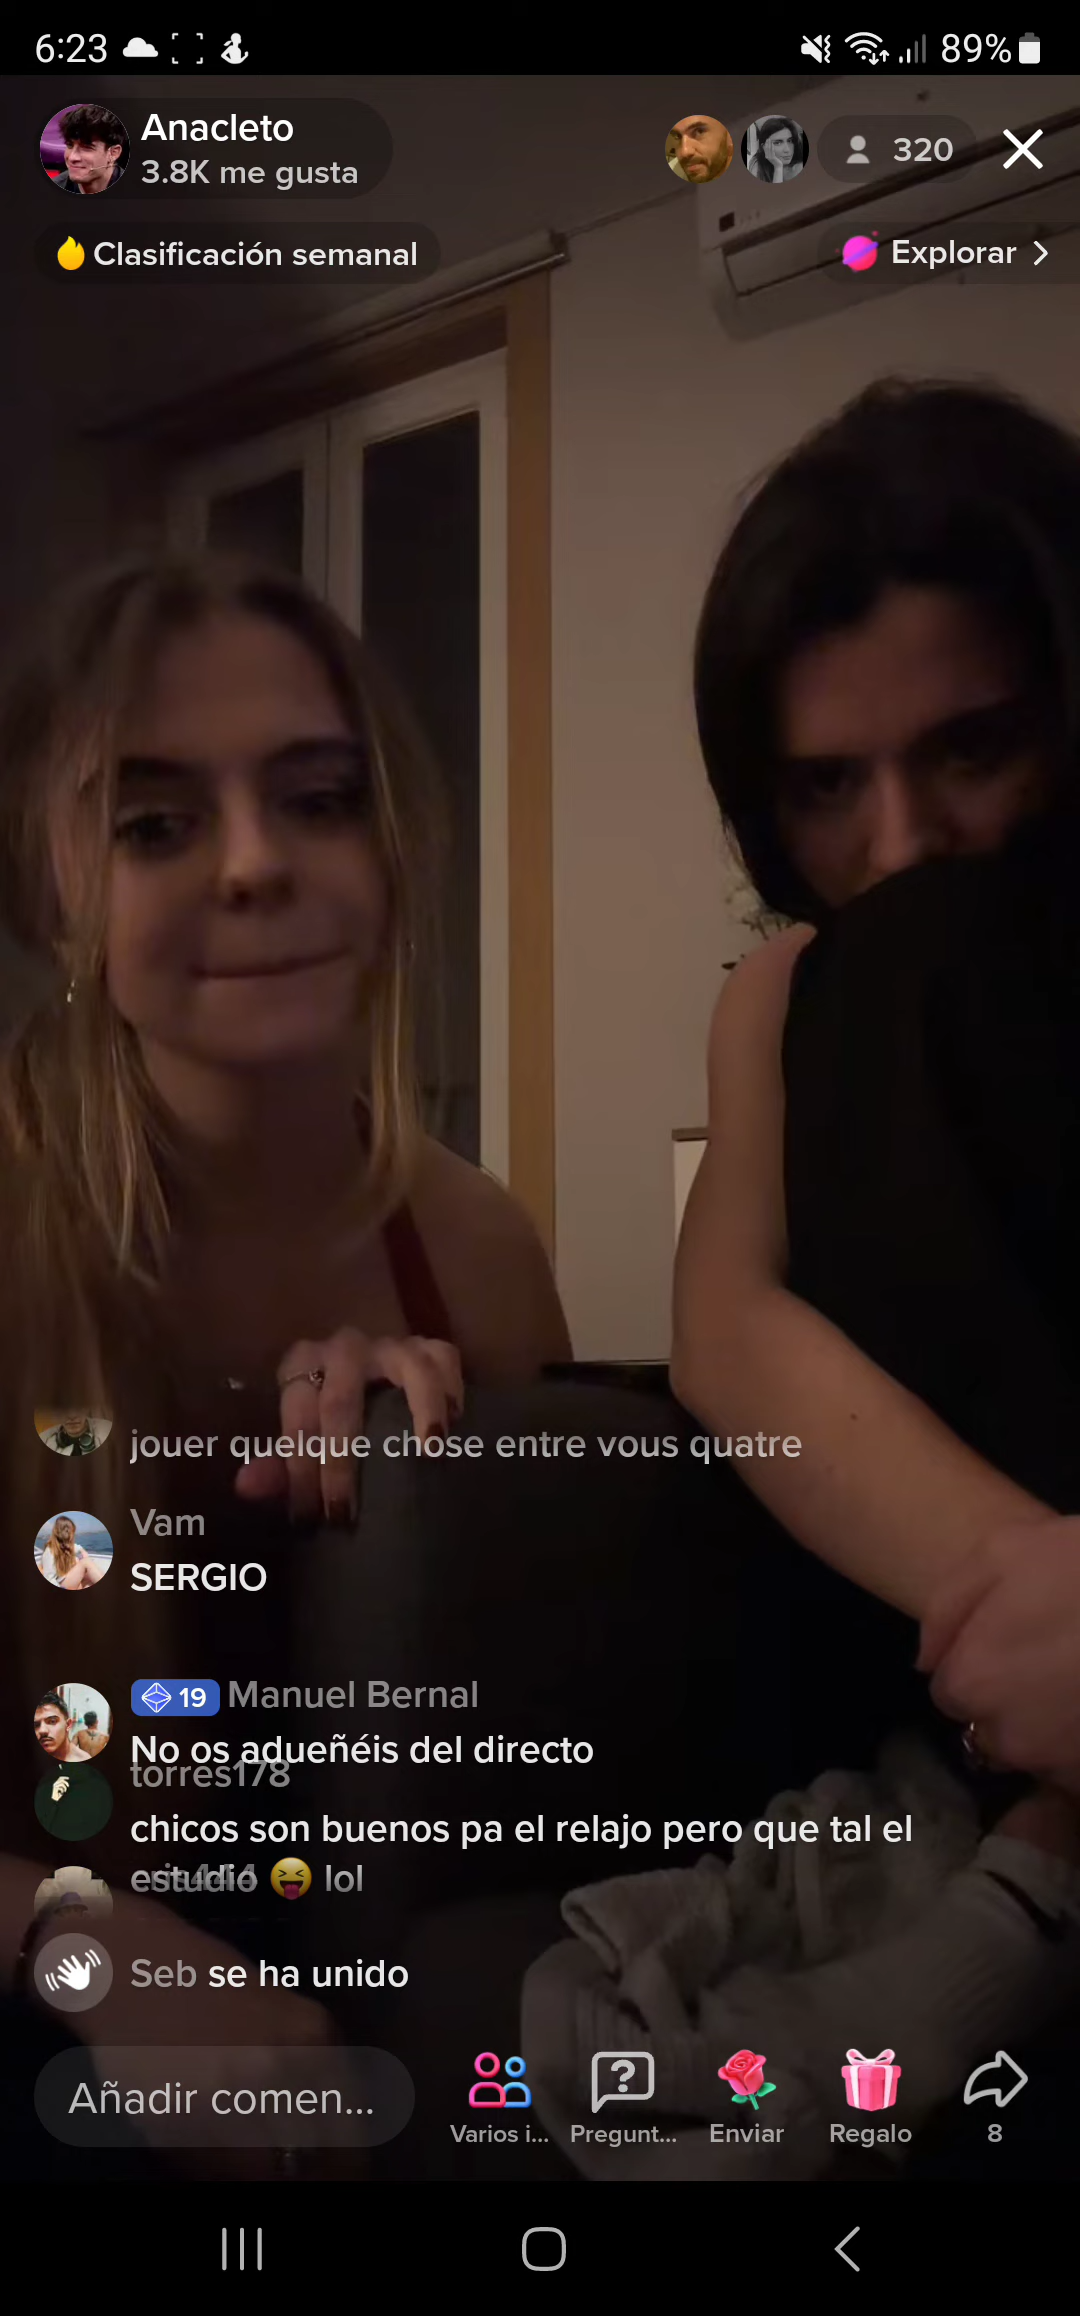 6:23
89%
Anacleto
3.8K me gusta
320
Clasificación semanal
Explorar
jouer quelque chose entre vous quatre
Vam
SERGIO
19 Manuel Bernal
No os adueñéis del directo
torres178
chicos son buenos pa el relajo pero que tal el
estudio 😝 lol
Seb se ha unido
Añadir comen...
Varios i...
Pregunt...
Enviar
Regalo
8